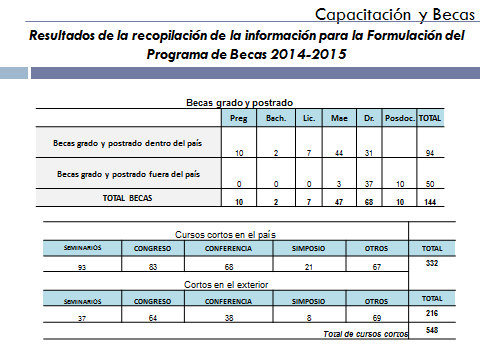 Capacitación y Becas
Resultados de la recopilación de la información para la Formulación del
Programa de Becas 2014-2015
Becas grado y postrado
Preg Bach. Lic. Mae Dr. Posdoc. TOTAL
Becas grado y postrado dentro del país 10 2 7 44 31 94
Becas grado y postrado fuera del país 0 0 0 3 37 10 50
TOTAL BECAS 10 2 7 47 68 10 144
Cursos cortos en el país
SEMINARIOS CONGRESO CONFERENCIA SIMPOSIO OTROS TOTAL
93 83 68 21 67 332
Cortos en el exterior
SEMINARIOS CONGRESO CONFERENCIA SIMPOSIO OTROS TOTAL
37 64 38 8 69 216
Total de cursos cortos 548